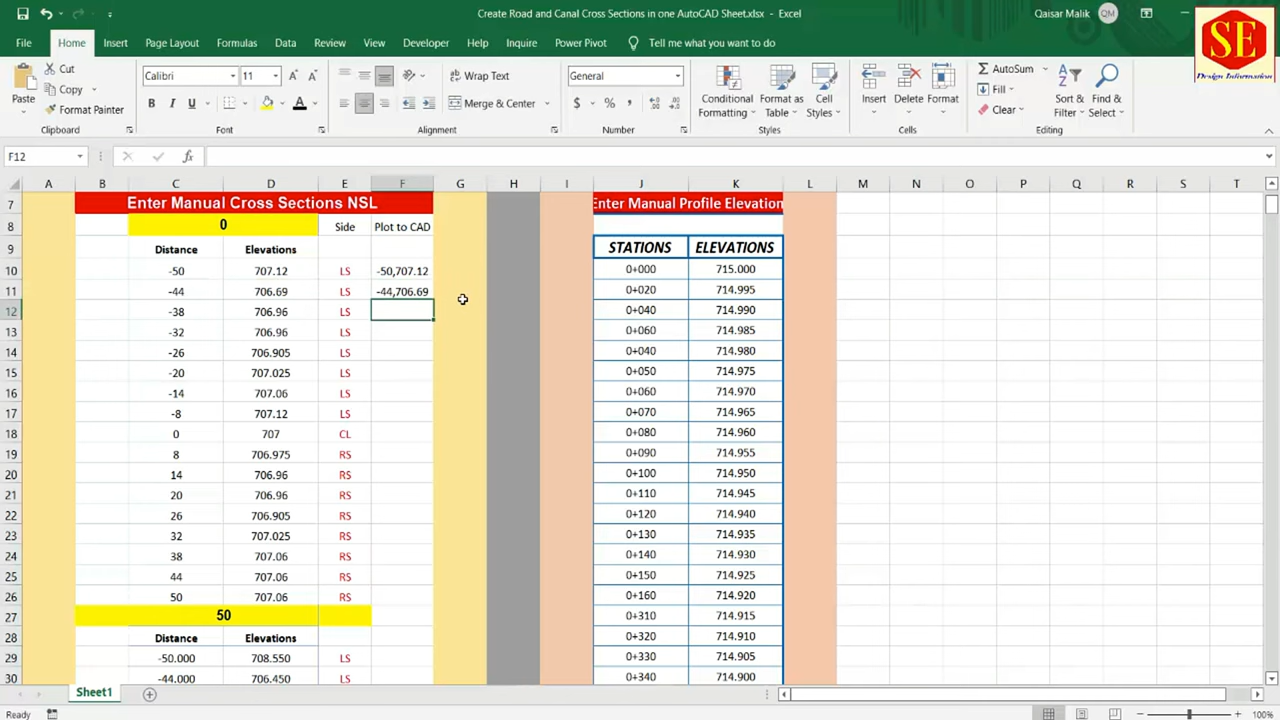 Create Road and Canal Cross Sections in one AutoCAD Sheet.xlsx - Excel
Qaisar Malik
QM
SE
Design Information
File Home Insert Page Layout Formulas Data Review View Developer Help Inquire Power Pivot Tell me what you want to do
Paste
Cut
Copy
Format Painter
Clipboard
Calibri 11
B I U
Font
Wrap Text
Merge & Center
Alignment
General
$ % ,
Number
Conditional Formatting
Format as Table
Cell Styles
Styles
Insert
Delete
Format
Cells
AutoSum
Fill
Clear
Sort & Filter
Find & Select
Editing
F12
fx
A B C D E F G H I J K L M N O P Q R S T
7 Enter Manual Cross Sections NSL Enter Manual Profile Elevation
8 0 Side Plot to CAD
9 Distance Elevations STATIONS ELEVATIONS
10 -50 707.12 LS -50,707.12 0+000 715.000
11 -44 706.69 LS -44,706.69 0+020 714.995
12 -38 706.96 LS 0+040 714.990
13 -32 706.96 LS 0+060 714.985
14 -26 706.905 LS 0+040 714.980
15 -20 707.025 LS 0+050 714.975
16 -14 707.06 LS 0+060 714.970
17 -8 707.12 LS 0+070 714.965
18 0 707 CL 0+080 714.960
19 8 706.975 RS 0+090 714.955
20 14 706.96 RS 0+100 714.950
21 20 706.96 RS 0+110 714.945
22 26 706.905 RS 0+120 714.940
23 32 707.025 RS 0+130 714.935
24 38 707.06 RS 0+140 714.930
25 44 707.06 RS 0+150 714.925
26 50 707.06 RS 0+160 714.920
27 50 0+310 714.915
28 Distance Elevations 0+320 714.910
29 -50.000 708.550 LS 0+330 714.905
30 -44.000 706.450 LS 0+340 714.900
Sheet1
Ready
100%